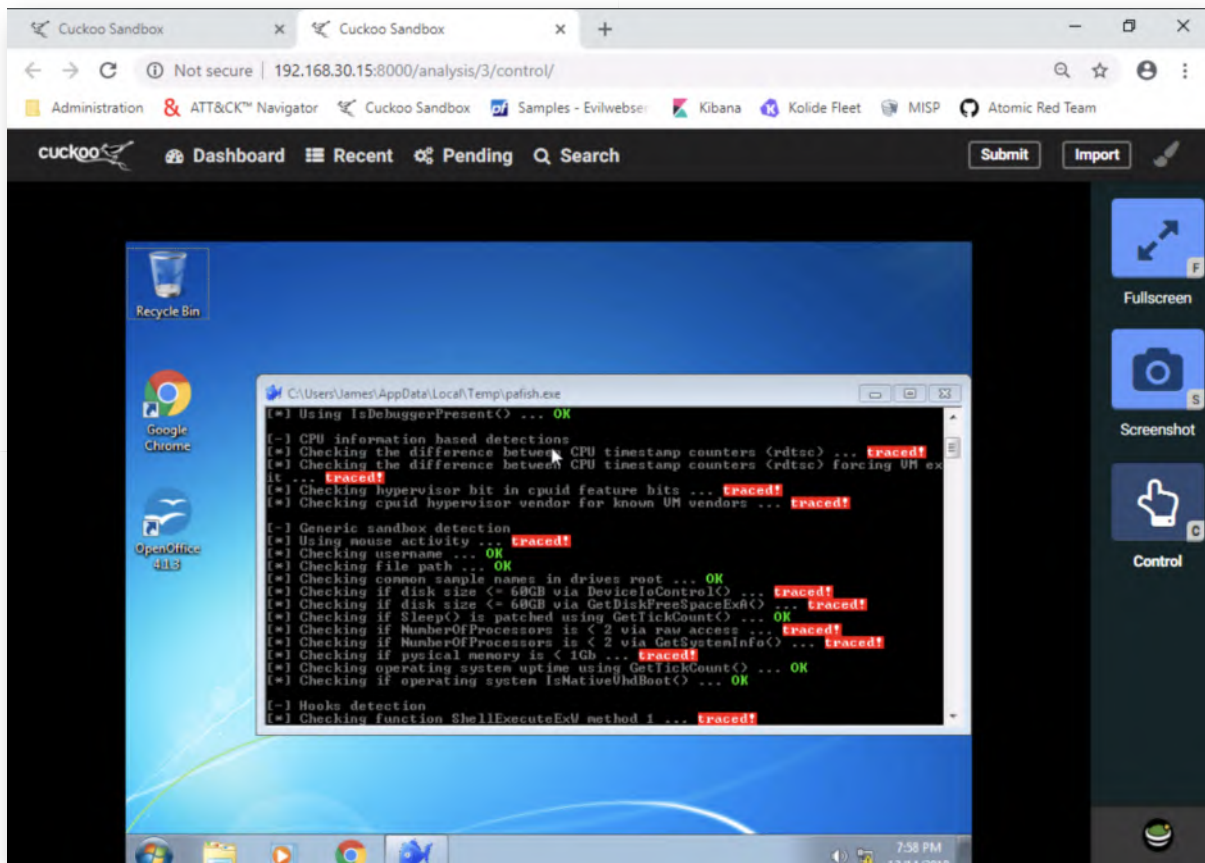 Cuckoo Sandbox
Cuckoo Sandbox
Not secure | 192.168.30.15:8000/analysis/3/control/
Administration ATT&CK™ Navigator Cuckoo Sandbox Samples - Evilwebser Kibana Kolide Fleet MISP Atomic Red Team
cuckoo Dashboard Recent Pending Search Submit Import
Recycle Bin
Google
Chrome
OpenOffice
4.1.3
C:\Users\James\AppData\Local\Temp\pafish.exe
[*] Using IsDebuggerPresent() ... OK
[-] CPU information based detections
[*] Checking the difference between CPU timestamp counters (rdtsc) ... traced!
[*] Checking the difference between CPU timestamp counters (rdtsc) forcing VM ex
it ... traced!
[*] Checking hypervisor bit in cpuid feature bits ... traced!
[*] Checking cpuid hypervisor vendor for known VM vendors ... traced!
[-] Generic sandbox detection
[*] Using mouse activity ... traced!
[*] Checking username ... OK
[*] Checking file path ... OK
[*] Checking common sample names in drives root ... OK
[*] Checking if disk size <= 60GB via DeviceIoControl() ... traced!
[*] Checking if disk size <= 60GB via GetDiskFreeSpaceExA() ... traced!
[*] Checking if Sleep() is patched using GetTickCount() ... OK
[*] Checking if NumberOfProcessors is < 2 via raw access ... traced!
[*] Checking if NumberOfProcessors is < 2 via GetSystemInfo() ... traced!
[*] Checking if pysical memory is < 1Gb ... traced!
[*] Checking operating system uptime using GetTickCount() ... OK
[*] Checking if operating system IsNativeVhdBoot() ... OK
[-] Hooks detection
[*] Checking function ShellExecuteExW method 1 ... traced!
F
Fullscreen
S
Screenshot
C
Control
7:58 PM